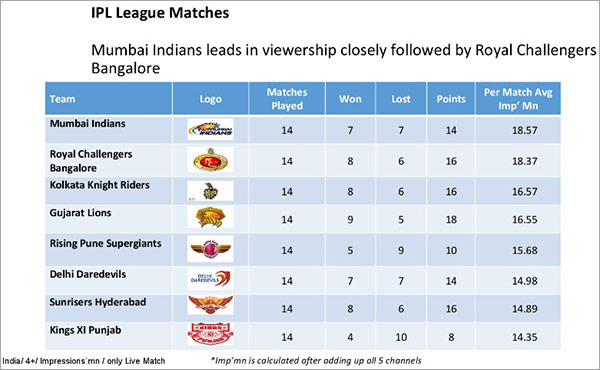 IPL League Matches
Mumbai Indians leads in viewership closely followed by Royal Challengers
Bangalore
Team Logo Matches Played Won Lost Points Per Match Avg Imp' Mn
Mumbai Indians MUMBAI INDIANS 14 7 7 14 18.57
Royal Challengers Bangalore 14 8 6 16 18.37
Kolkata Knight Riders 14 8 6 16 16.57
Gujarat Lions 14 9 5 18 16.55
Rising Pune Supergiants 14 5 9 10 15.68
Delhi Daredevils DELHI DAREDEVILS 14 7 7 14 14.98
Sunrisers Hyderabad 14 8 6 16 14.89
Kings XI Punjab KINGS XI PUNJAB 14 4 10 8 14.35
India/ 4+/ Impressions'mn / only Live Match *Imp'mn is calculated after adding up all 5 channels